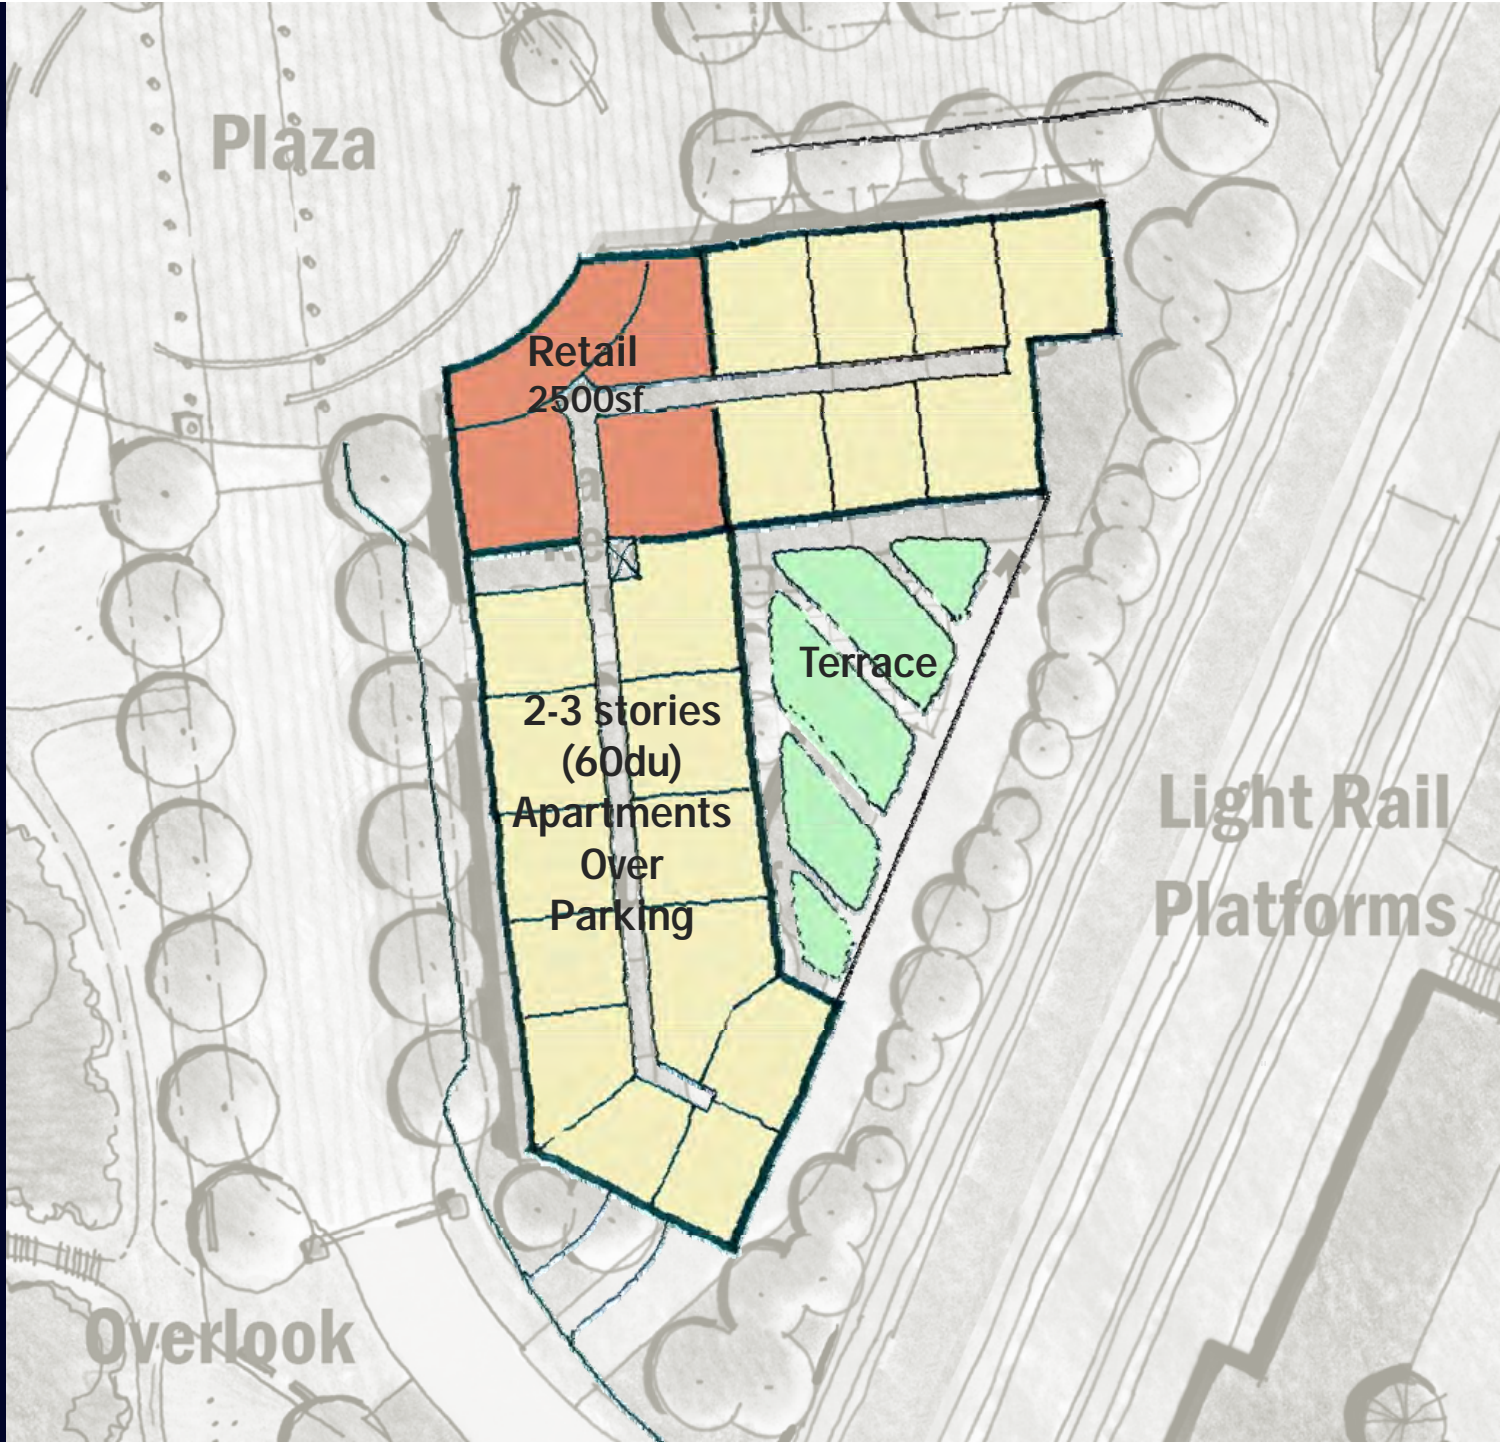 Plaza
Retail
2500sf
Terrace
2-3 stories
(60du)
Apartments
Over
Parking
Light Rail
Platforms
Overlook